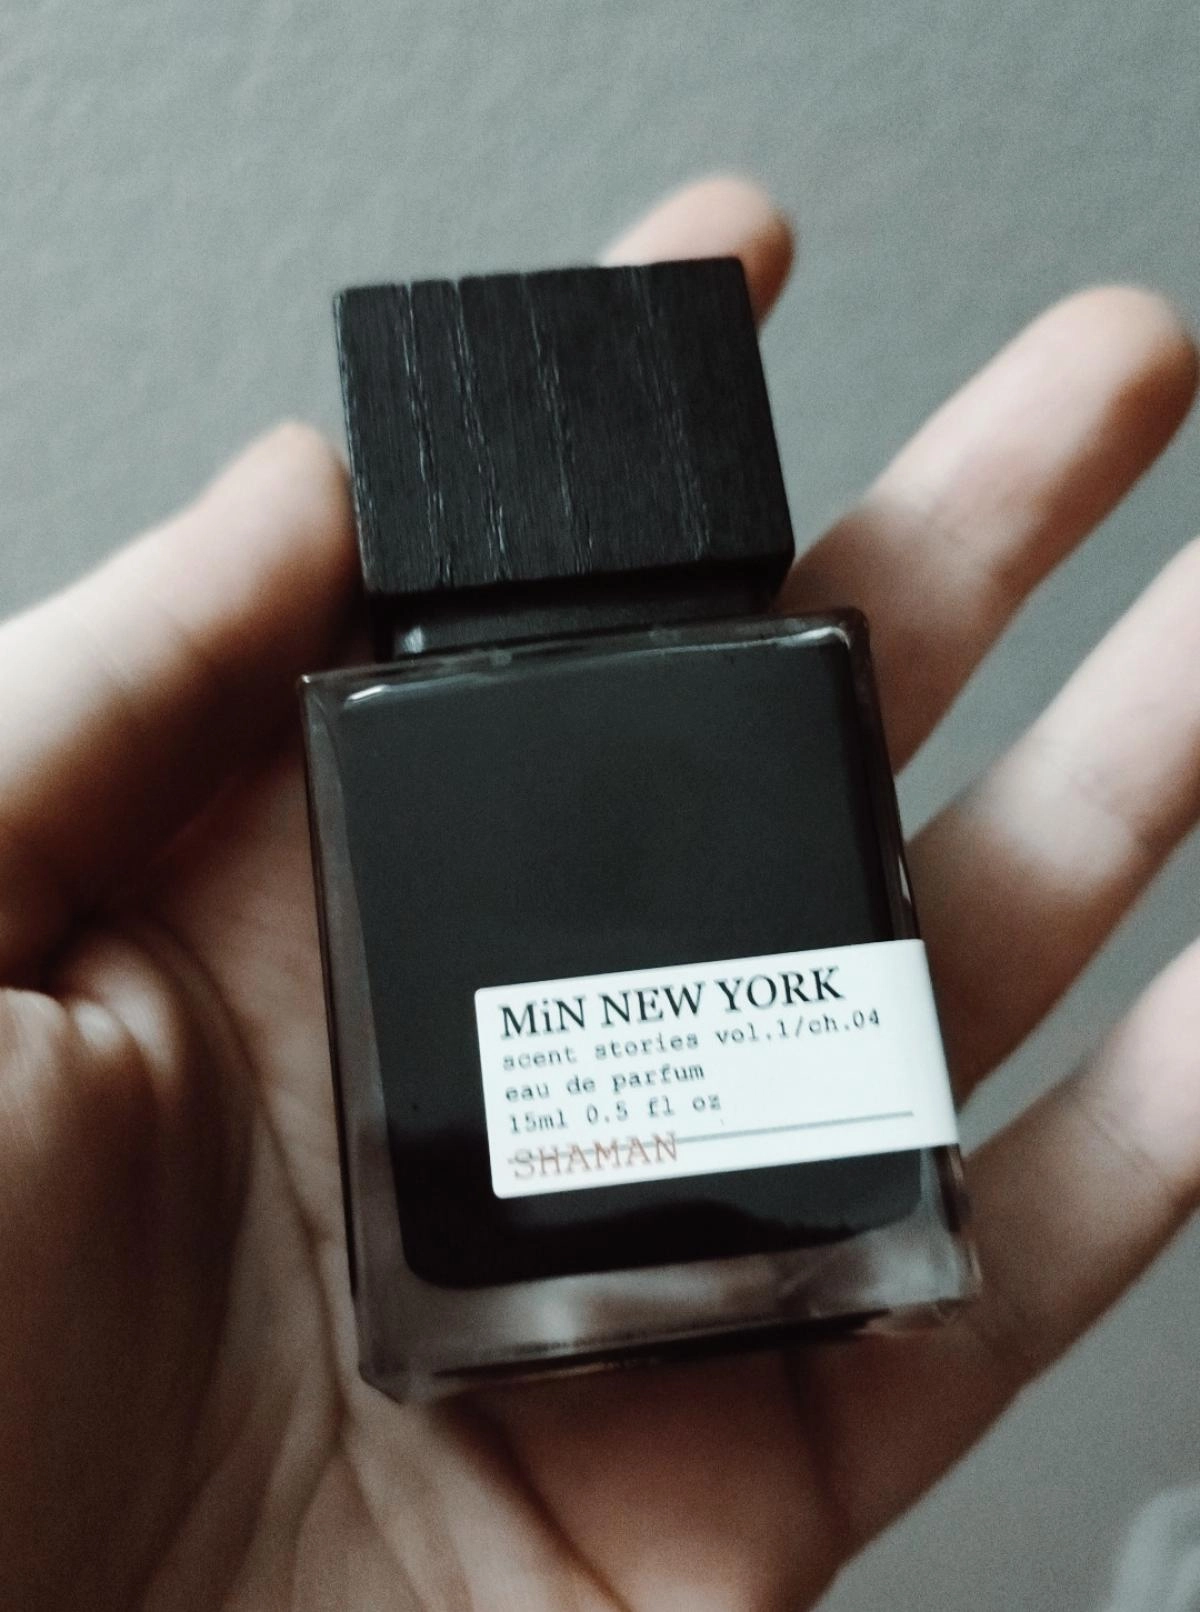 MiN NEW YORK
scent stories vol.1/ch.04
eau de parfum
15ml 0.5 fl oz
SHAMAN